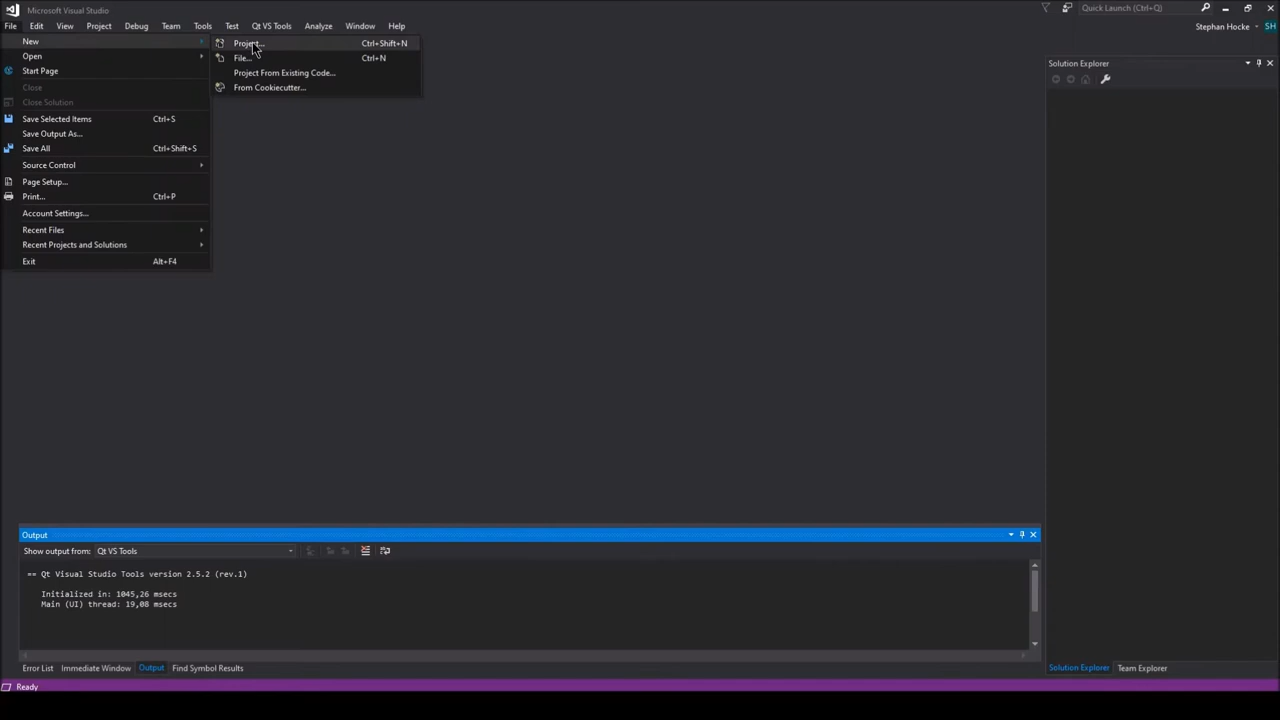 Microsoft Visual Studio
Quick Launch (Ctrl+Q)
File Edit View Project Debug Team Tools Test Qt VS Tools Analyze Window Help
Stephan Hocke SH
New
Open
Start Page
Close
Close Solution
Save Selected Items Ctrl+S
Save Output As...
Save All Ctrl+Shift+S
Source Control
Page Setup...
Print... Ctrl+P
Account Settings...
Recent Files
Recent Projects and Solutions
Exit Alt+F4
Project... Ctrl+Shift+N
File... Ctrl+N
Project From Existing Code...
From Cookiecutter...
Solution Explorer
Output
Show output from: Qt VS Tools
== Qt Visual Studio Tools version 2.5.2 (rev.1)
Initialized in: 1045,26 msecs
Main (UI) thread: 19,08 msecs
Error List Immediate Window Output Find Symbol Results
Solution Explorer Team Explorer
Ready